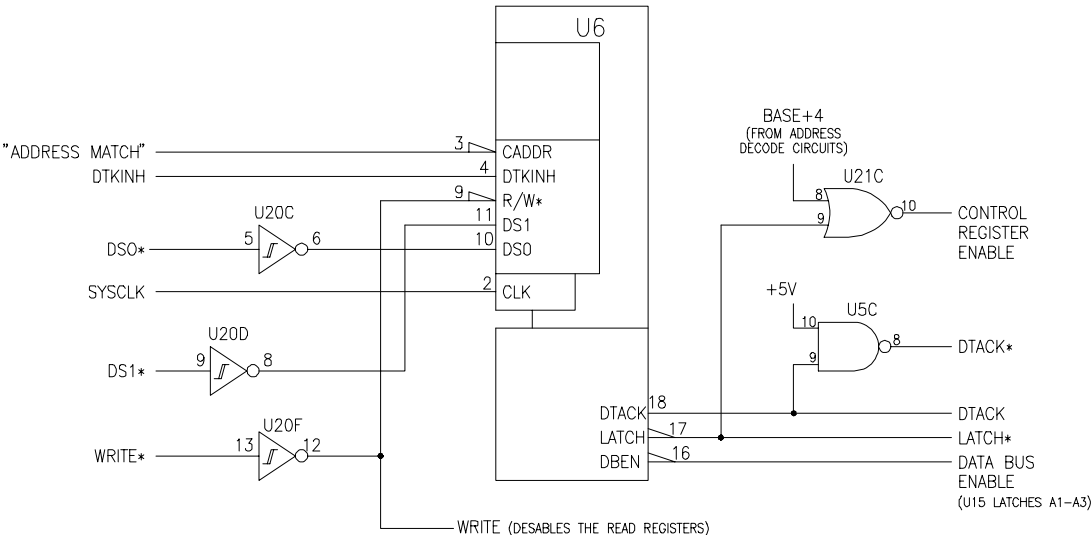 U6
"ADDRESS MATCH"
3
CADDR
DTKINH
4
DTKINH
9
R/W*
11
DS1
U20C
DS0*
5
6
10
DS0
SYSCLK
2
CLK
U20D
DS1*
9
8
U20F
WRITE*
13
12
WRITE (DESABLES THE READ REGISTERS)
BASE+4
(FROM ADDRESS
DECODE CIRCUITS)
U21C
8
9
10
CONTROL
REGISTER
ENABLE
+5V
U5C
10
9
8
DTACK*
DTACK
18
DTACK
LATCH
17
LATCH*
DBEN
16
DATA BUS
ENABLE
(U15 LATCHES A1-A3)